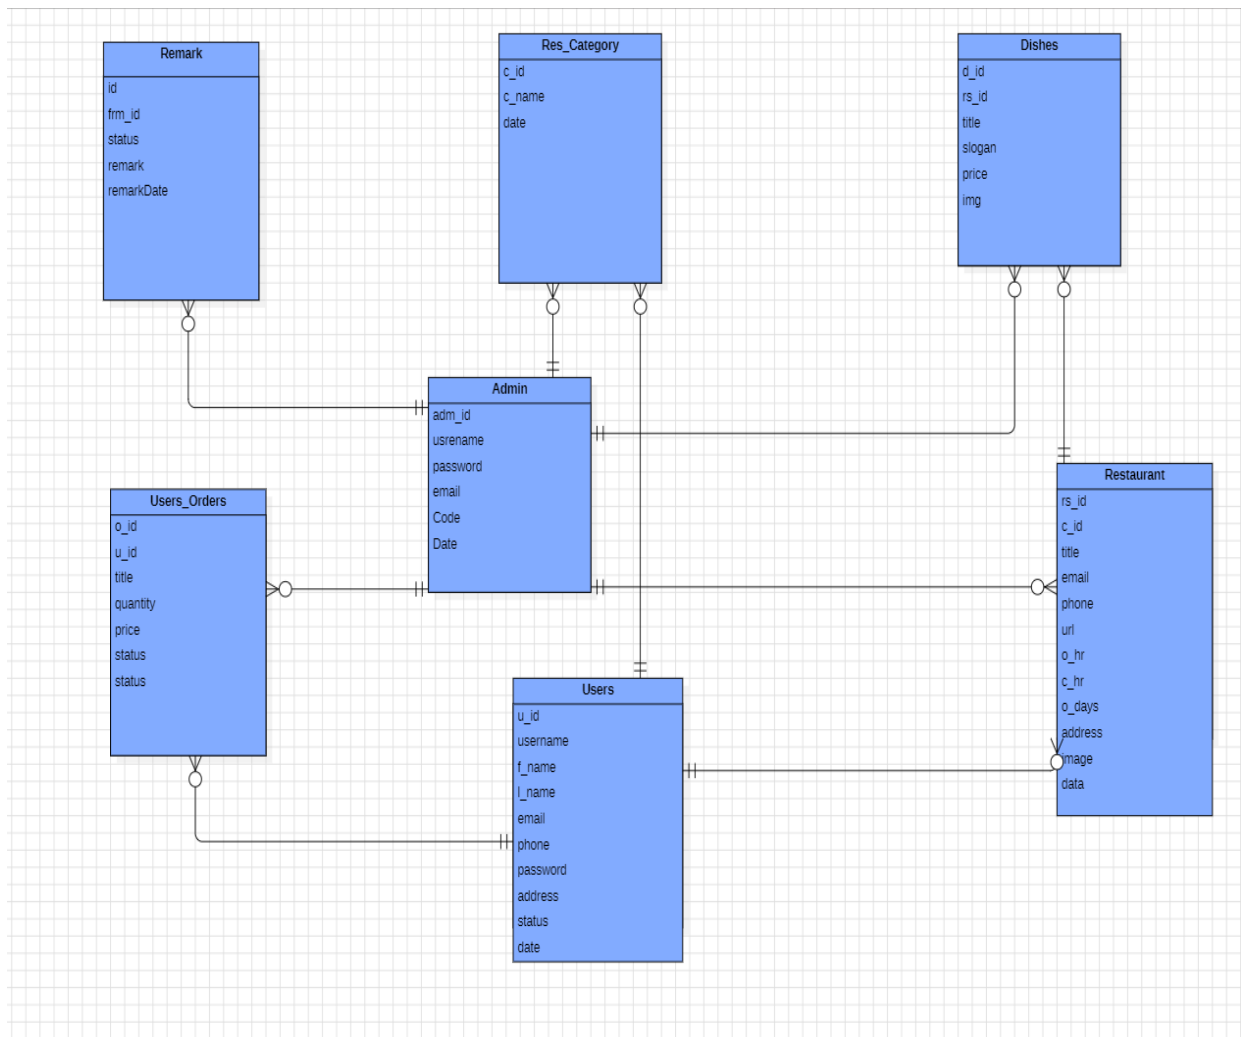 Remark
id
frm_id
status
remark
remarkDate
Res_Category
c_id
c_name
date
Dishes
d_id
rs_id
title
slogan
price
img
Admin
adm_id
usrename
password
email
Code
Date
Users_Orders
o_id
u_id
title
quantity
price
status
status
Restaurant
rs_id
c_id
title
email
phone
url
o_hr
c_hr
o_days
address
image
data
Users
u_id
username
f_name
l_name
email
phone
password
address
status
date